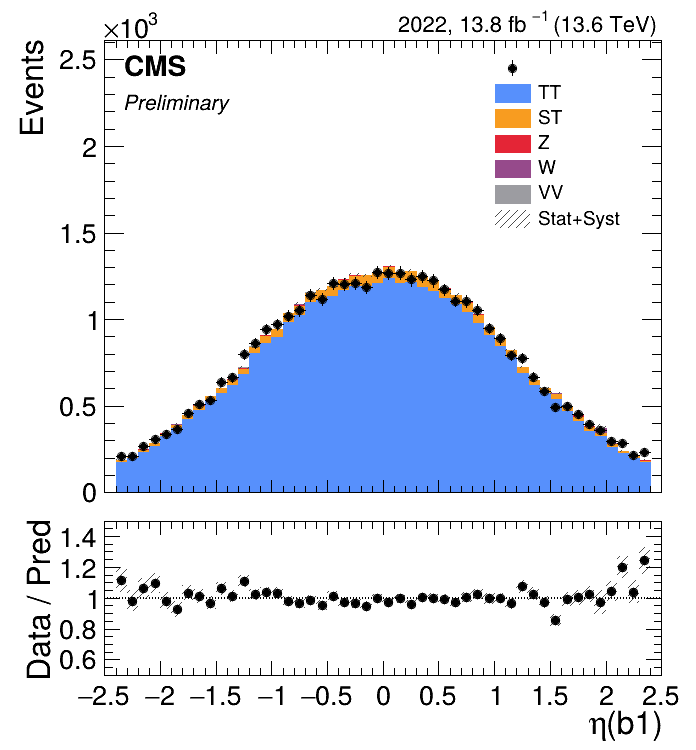 ×10³
2022, 13.8 fb⁻¹ (13.6 TeV)
CMS
Preliminary
TT
ST
Z
W
VV
Stat+Syst
Events
2.5
2
1.5
1
0.5
0
Data / Pred
1.4
1.2
1
0.8
0.6
−2.5 −2 −1.5 −1 −0.5 0 0.5 1 1.5 2 2.5
η(b1)